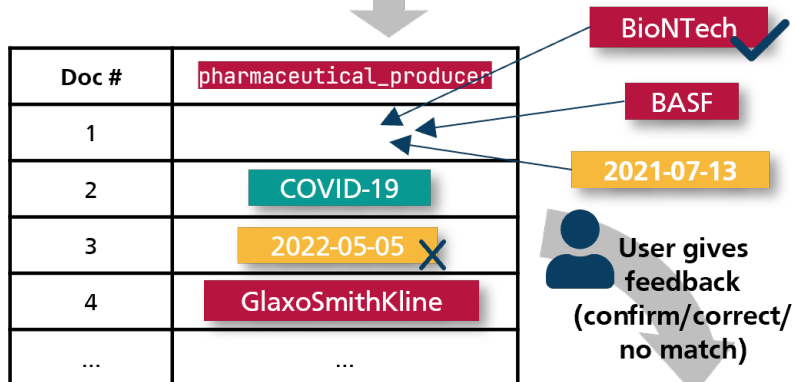 Doc #
pharmaceutical_producer
1
2
COVID-19
3
2022-05-05
4
GlaxoSmithKline
...
...
BioNTech
BASF
2021-07-13
User gives
feedback
(confirm/correct/
no match)